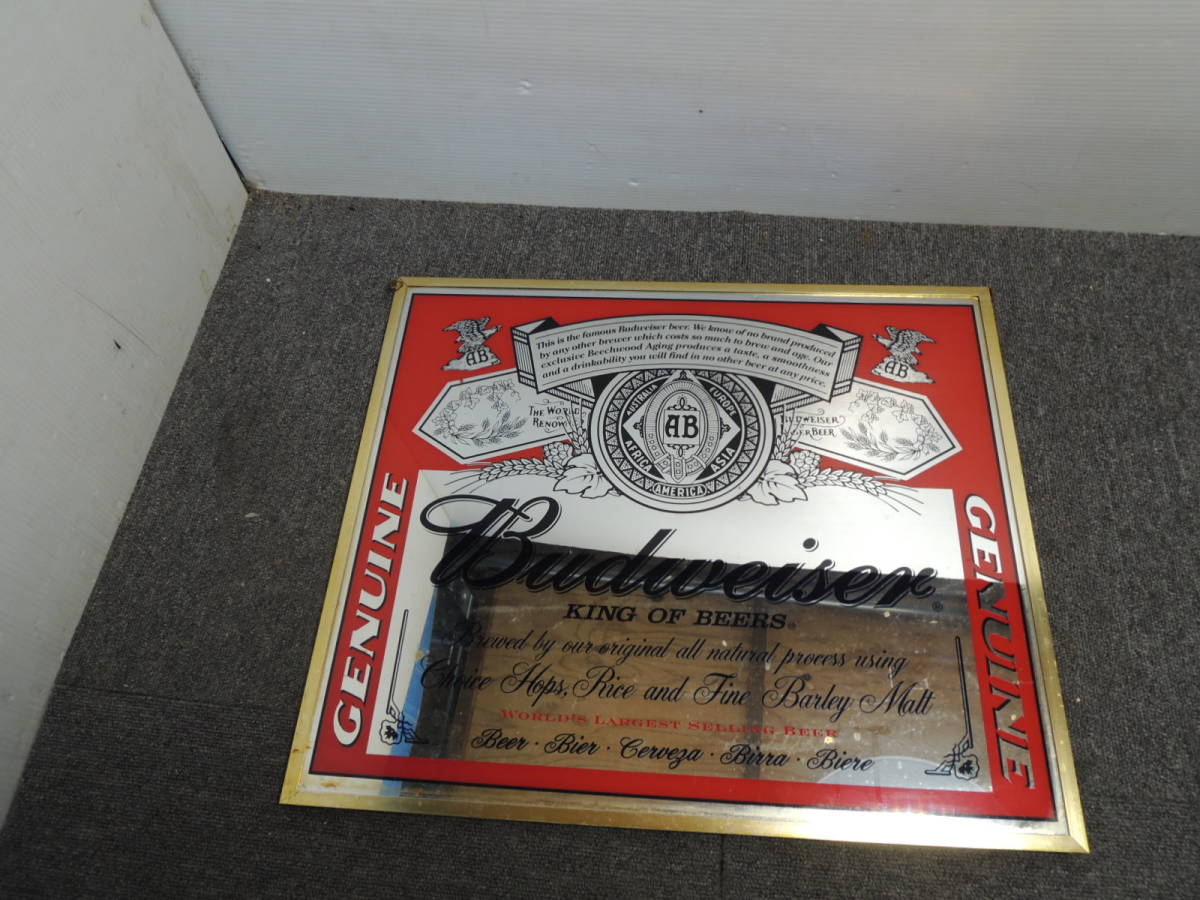 This is the famous Budweiser beer. We know of no brand produced
by any other brewer which costs so much to brew and age. Our
exclusive Beechwood Aging produces a taste, a smoothness
and a drinkability you will find in no other beer at any price.
AB
AB
THE WORLD
RENOW
BUDWEISER
LAGER BEER
AUSTRALIA
EUROPE
AB
AFRICA
ASIA
AMERICA
GENUINE
GENUINE
Budweiser®
KING OF BEERS®
Brewed by our original all natural process using
Choice Hops, Rice and Fine Barley Malt
WORLD'S LARGEST SELLING BEER
Beer · Bier · Cerveza · Birra · Biere